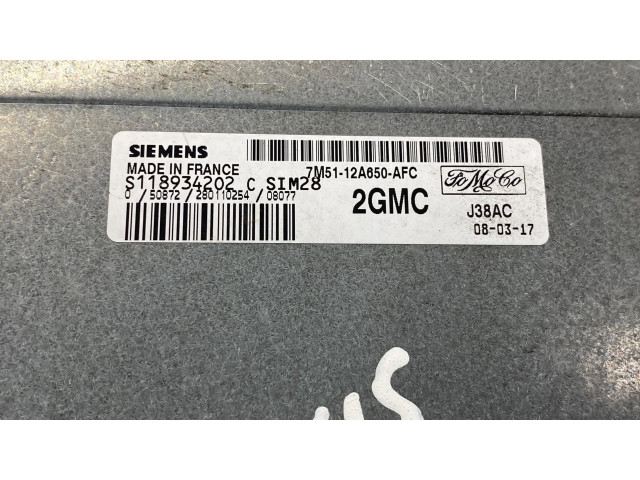 SIEMENS
MADE IN FRANCE
7M51-12A650-AFC
S118934202 C SIM28
0 / 50872 / 280110254 / 08077
2GMC
FoMoCo
J38AC
08-03-17